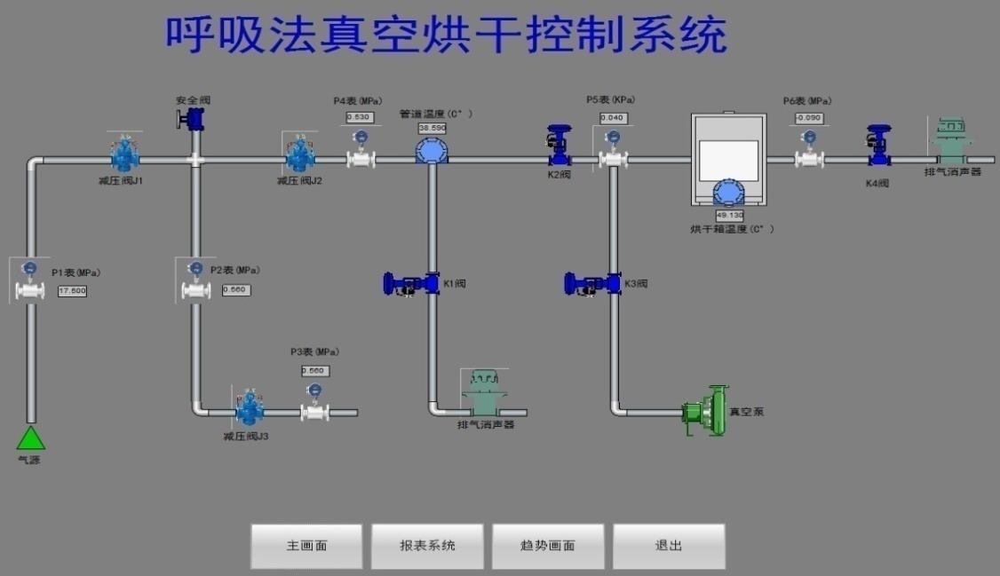 呼吸法真空烘干控制系统
安全阀
P4表(MPa)
0.530
管道温度(C°)
38.590
P5表(KPa)
0.040
P6表(MPa)
-0.090
减压阀J1
减压阀J2
K2阀
K4阀
排气消声器
49.130
烘干箱温度(C°)
P1表(MPa)
17.500
P2表(MPa)
0.560
K1阀
K3阀
P3表(MPa)
0.560
减压阀J3
排气消声器
真空泵
气源
主画面
报表系统
趋势画面
退出